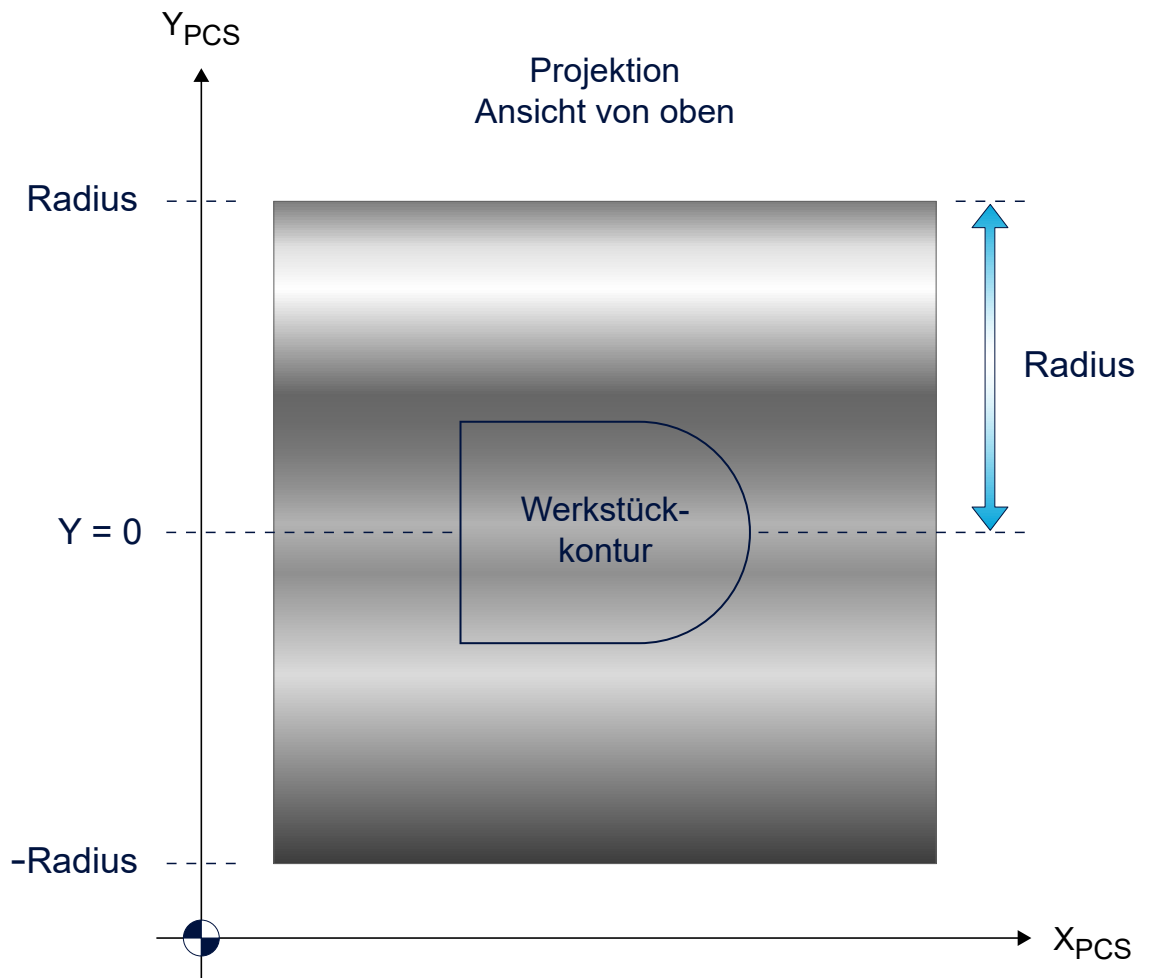 YPCS
Projektion
Ansicht von oben
Radius
Radius
Y = 0
Werkstück-
kontur
-Radius
XPCS